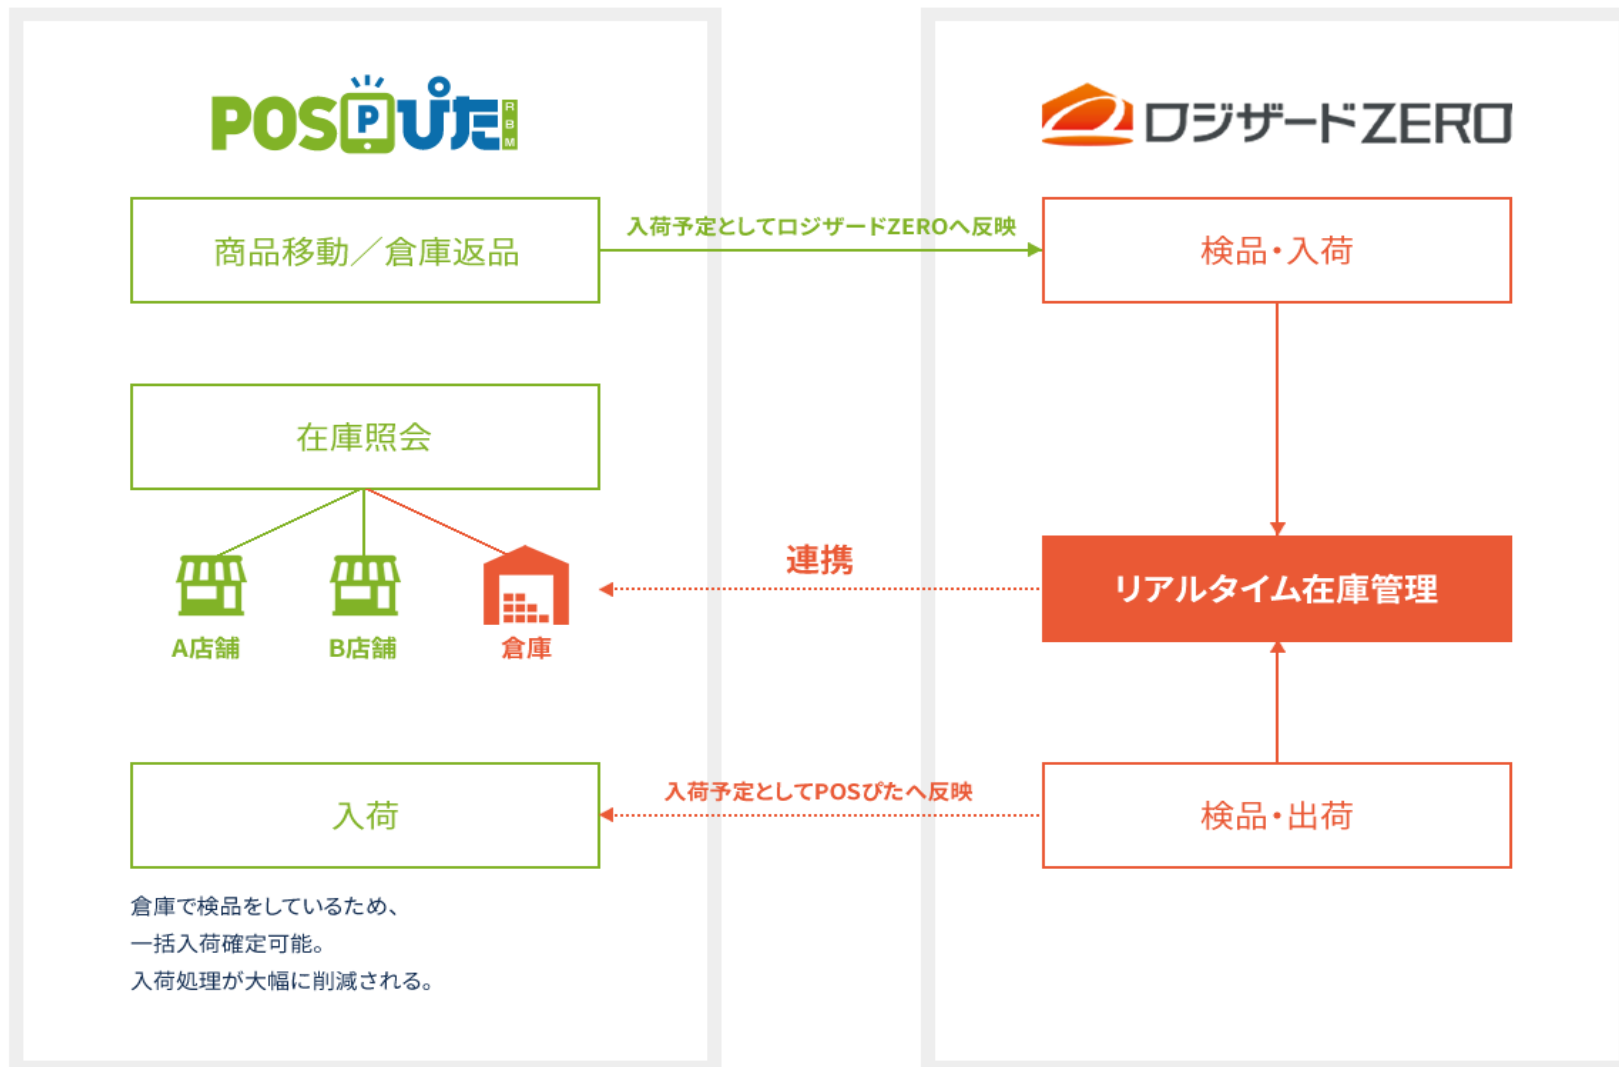 POSぴた RBM
ロジザードZERO
商品移動／倉庫返品
入荷予定としてロジザードZEROへ反映
検品・入荷
在庫照会
A店舗
B店舗
倉庫
連携
リアルタイム在庫管理
入荷
入荷予定としてPOSぴたへ反映
検品・出荷
倉庫で検品をしているため、
一括入荷確定可能。
入荷処理が大幅に削減される。